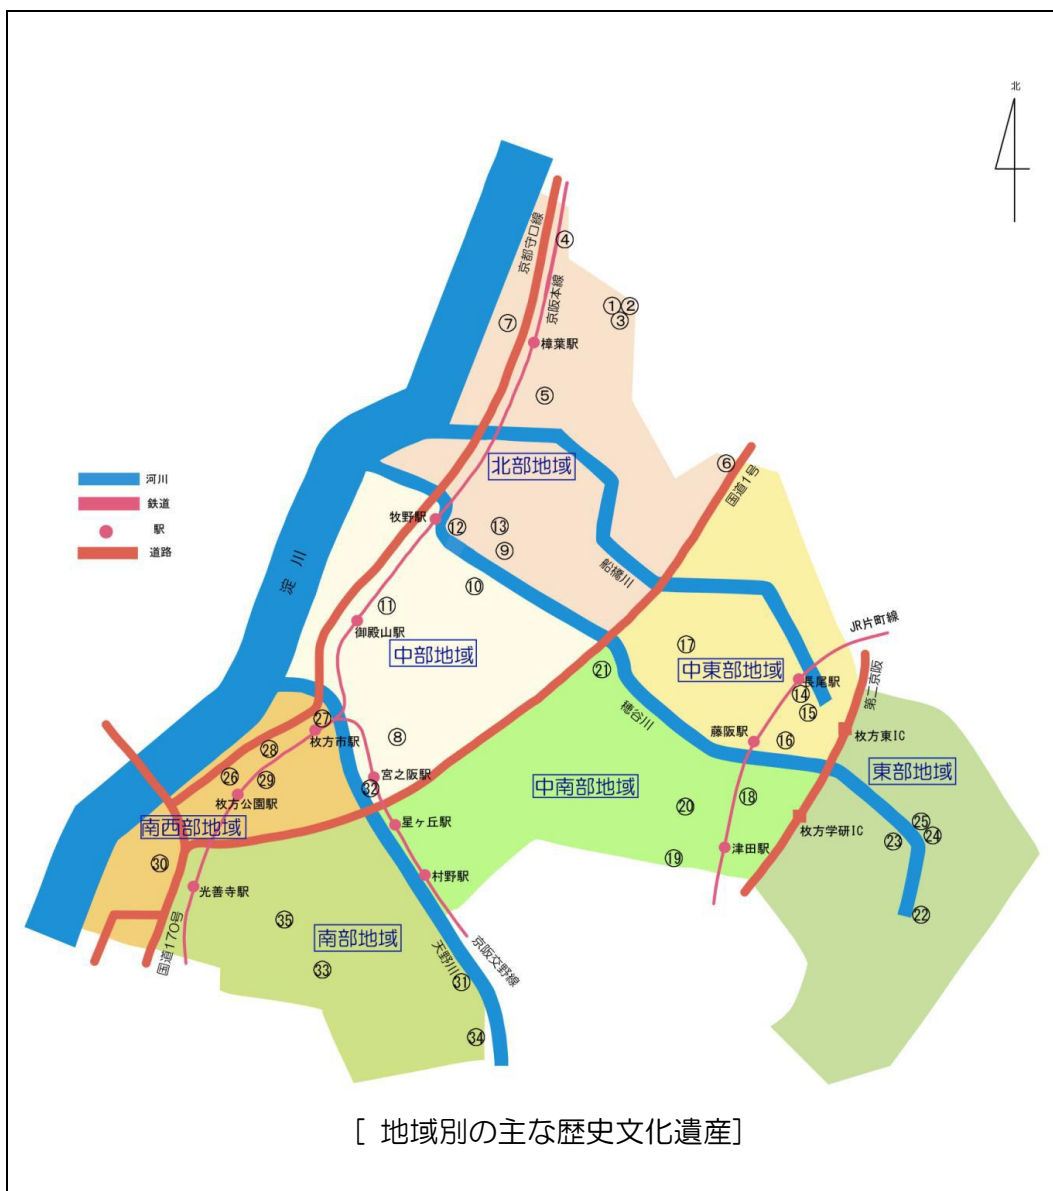 北
京都守口線
④
京阪本線
① ②
③
⑦
樟葉駅
⑤
⑥
国道1号
北部地域
河川
鉄道
駅
道路
牧野駅
⑫
⑬
⑨
淀 川
船橋川
⑩
⑪
御殿山駅
中部地域
JR片町線
⑰
中東部地域
㉑
長尾駅
⑭
⑮
第二京阪
穂谷川
藤阪駅
⑯
枚方東IC
㉗
枚方市駅
⑧
㉘
㉖
㉙
枚方公園駅
宮之阪駅
㉜
中南部地域
東部地域
⑱
⑳
星ヶ丘駅
枚方学研IC
南西部地域
㉕
㉔
㉓
津田駅
⑲
㉚
村野駅
光善寺駅
㉒
㉟
国道170号
南部地域
天野川
京阪交野線
㉝
㉛
㉞
[ 地域別の主な歴史文化遺産]